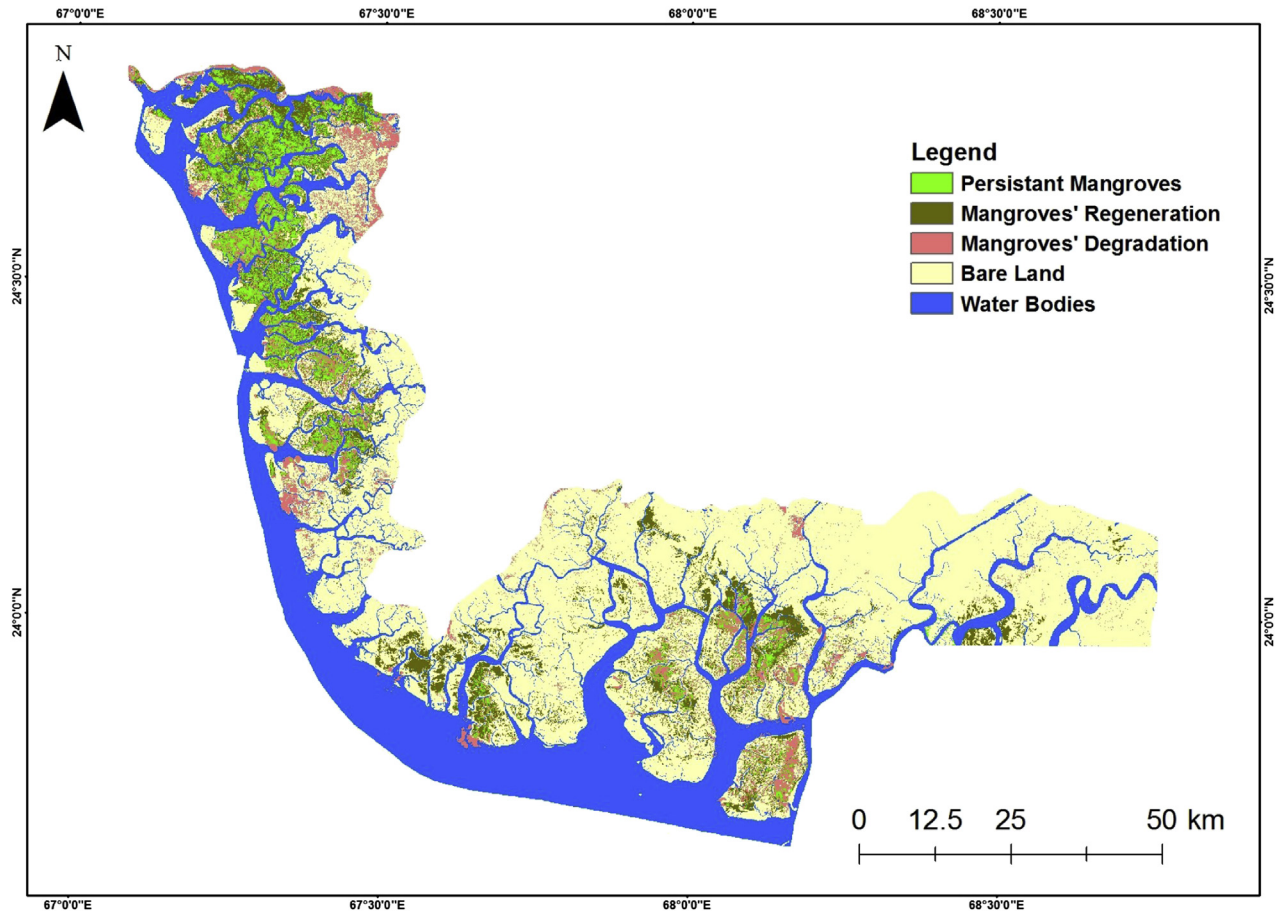 67°0'0"E 67°30'0"E 68°0'0"E 68°30'0"E
N
Legend
Persistant Mangroves
Mangroves' Regeneration
Mangroves' Degradation
Bare Land
Water Bodies
24°30'0"N
24°30'0"N
24°0'0"N
24°0'0"N
0 12.5 25 50 km
67°0'0"E 67°30'0"E 68°0'0"E 68°30'0"E